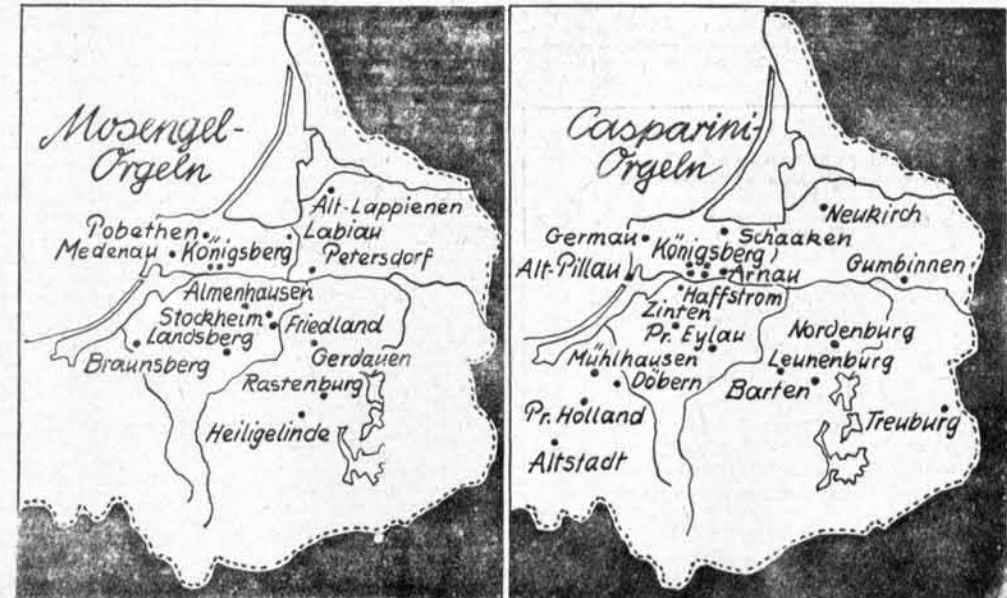 Mosengel-
Orgeln
Alt-Lappienen
Pobethen
Labiau
Medenau
Königsberg
Petersdorf
Almenhausen
Stockheim
Friedland
Landsberg
Braunsberg
Gerdauen
Rastenburg
Heiligelinde
Casparini-
Orgeln
Neukirch
Germau
Schaaken
Königsberg
Alt-Pillau
Arnau
Gumbinnen
Haffstrom
Zinten
Pr. Eylau
Nordenburg
Mühlhausen
Leunenburg
Döbern
Barten
Pr. Holland
Treuburg
Altstadt